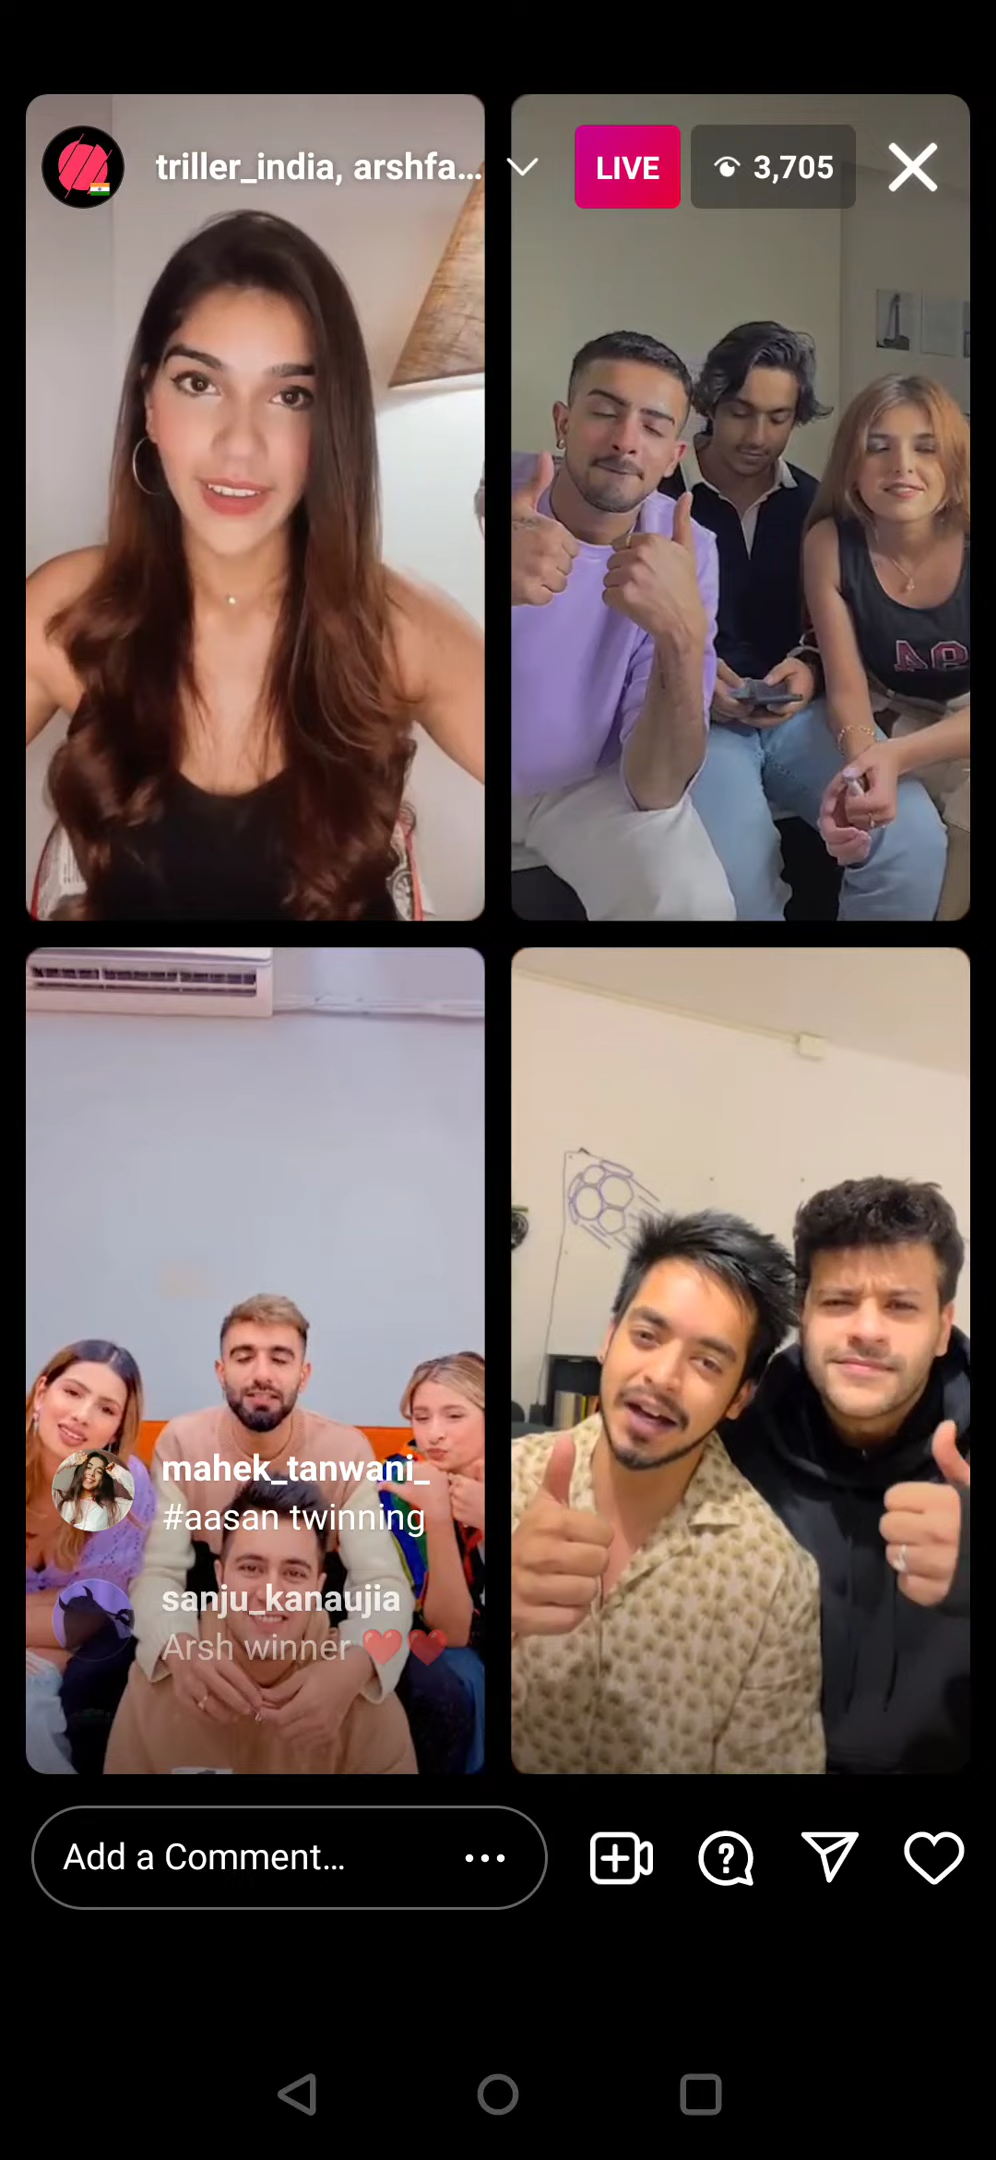 triller_india, arshfa...
LIVE
3,705
mahek_tanwani_
#aasan twinning
sanju_kanaujia
Arsh winner ❤️❤️
Add a Comment...